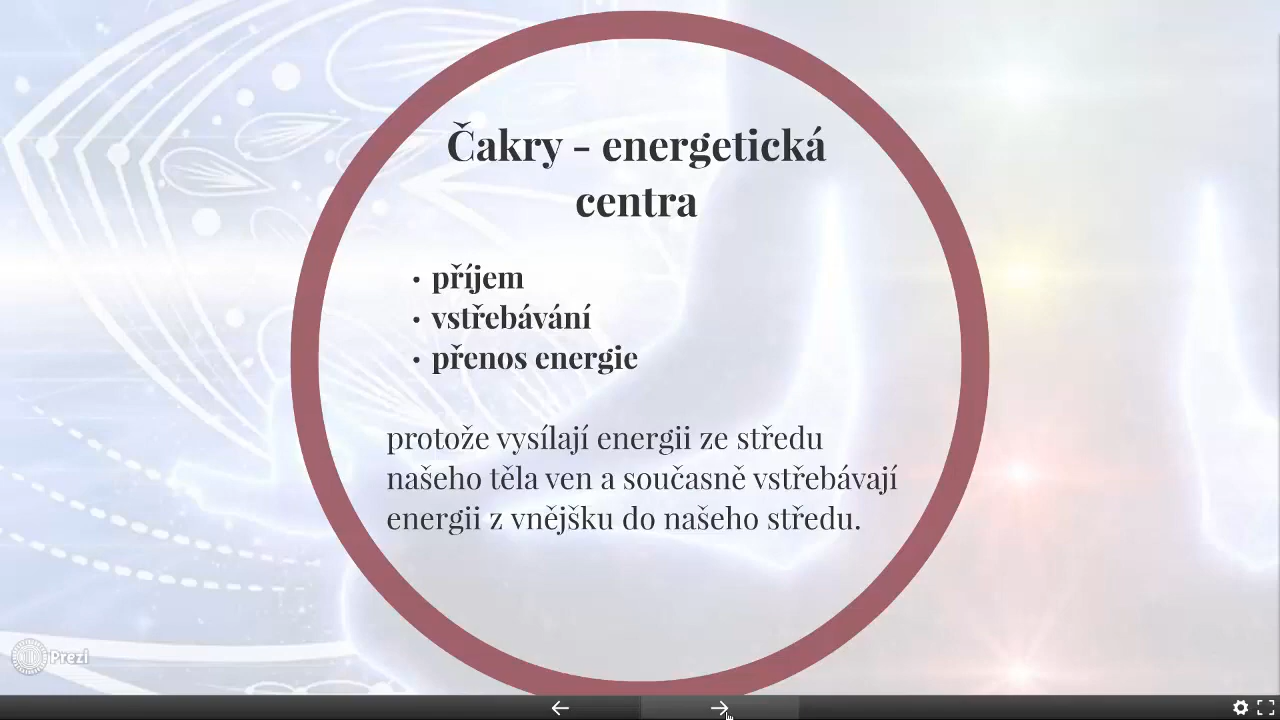 Čakry - energetická
centra
• příjem
• vstřebávání
• přenos energie
protože vysílají energii ze středu
našeho těla ven a současně vstřebávají
energii z vnějšku do našeho středu.
Prezi